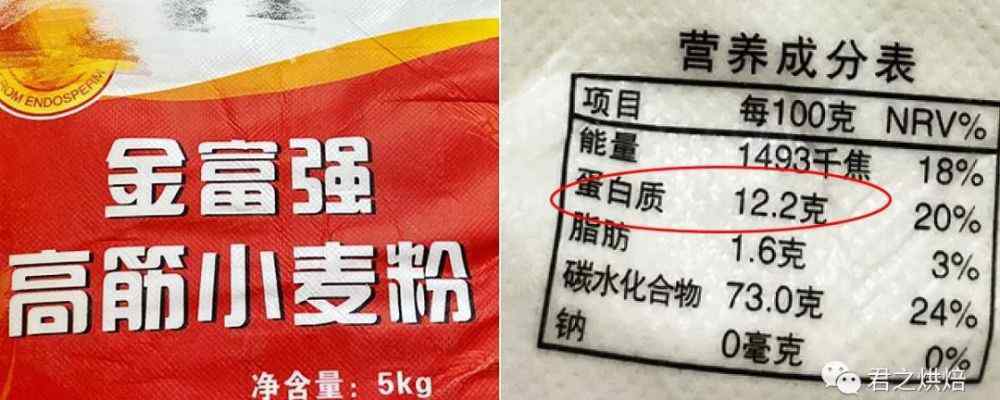 OM ENDOSPERM
金富强
高筋小麦粉
净含量：5kg
营养成分表
项目 每100克 NRV%
能量 1493千焦 18%
蛋白质 12.2克 20%
脂肪 1.6克 3%
碳水化合物 73.0克 24%
钠 0毫克 0%
君之烘焙